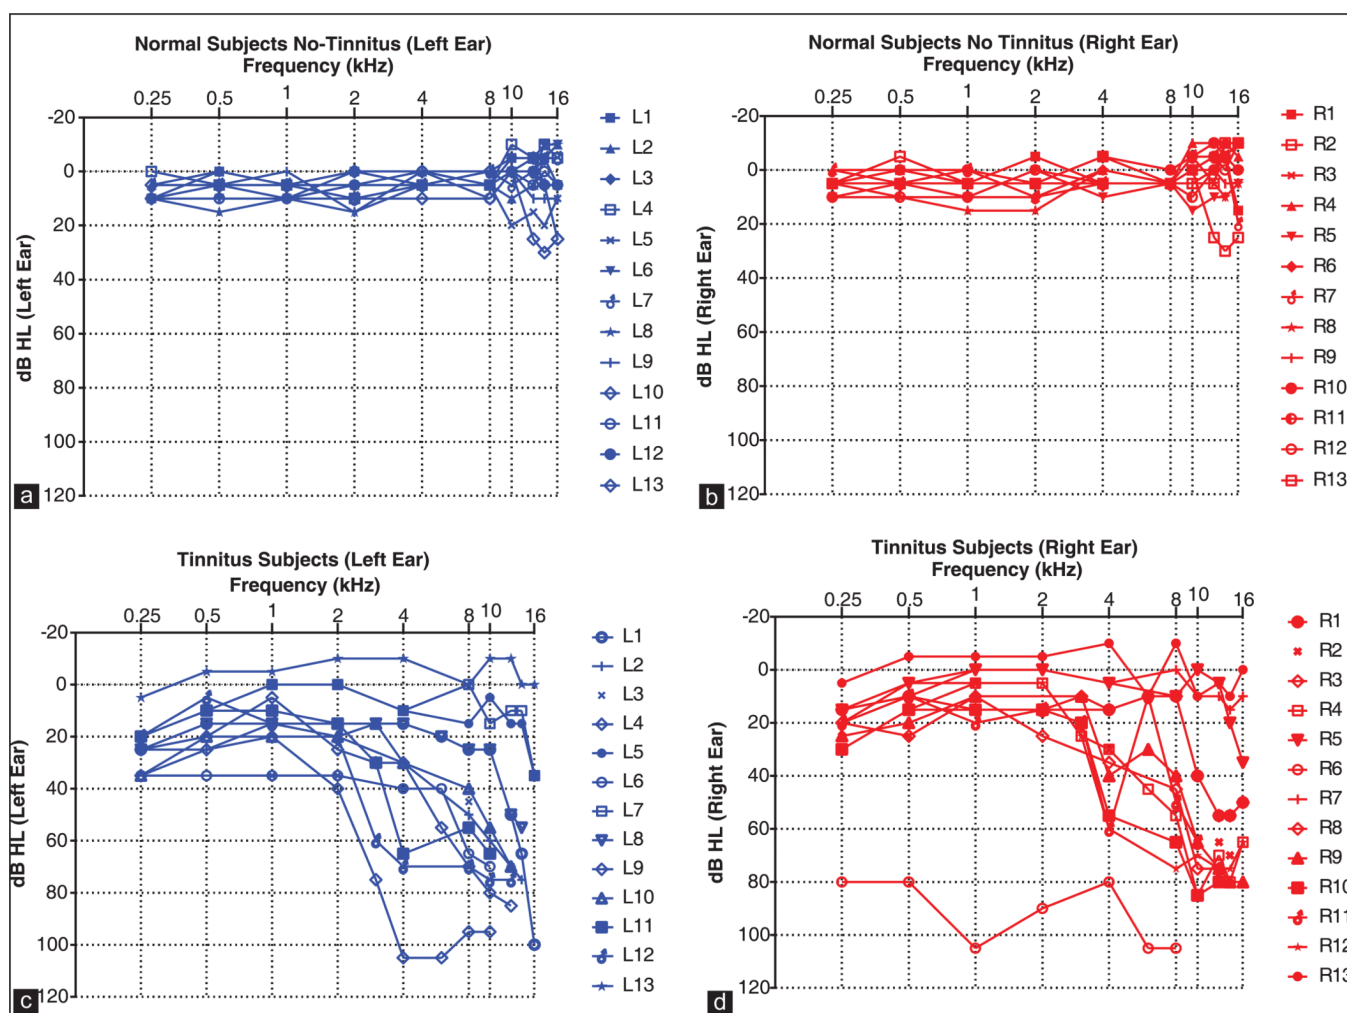 Normal Subjects No-Tinnitus (Left Ear)
Frequency (kHz)
0.25 0.5 1 2 4 8 10 16
-20
0
20
40
60
80
100
120
dB HL (Left Ear)
L1
L2
L3
L4
L5
L6
L7
L8
L9
L10
L11
L12
L13
a
Normal Subjects No Tinnitus (Right Ear)
Frequency (kHz)
0.25 0.5 1 2 4 8 10 16
-20
0
20
40
60
80
100
120
dB HL (Right Ear)
R1
R2
R3
R4
R5
R6
R7
R8
R9
R10
R11
R12
R13
b
Tinnitus Subjects (Left Ear)
Frequency (kHz)
0.25 0.5 1 2 4 8 10 16
-20
0
20
40
60
80
100
120
dB HL (Left Ear)
L1
L2
L3
L4
L5
L6
L7
L8
L9
L10
L11
L12
L13
c
Tinnitus Subjects (Right Ear)
Frequency (kHz)
0.25 0.5 1 2 4 8 10 16
-20
0
20
40
60
80
100
120
dB HL (Right Ear)
R1
R2
R3
R4
R5
R6
R7
R8
R9
R10
R11
R12
R13
d